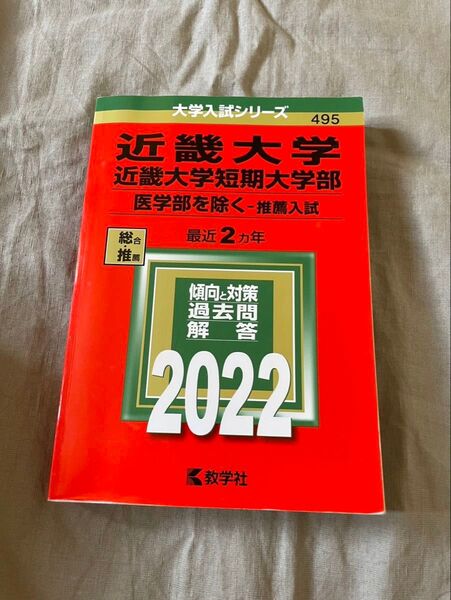 大学入試シリーズ
495
近畿大学
近畿大学短期大学部
医学部を除く-推薦入試
最近2ヵ年
総合・推薦
傾向と対策
過去問
解答
2022
教学社